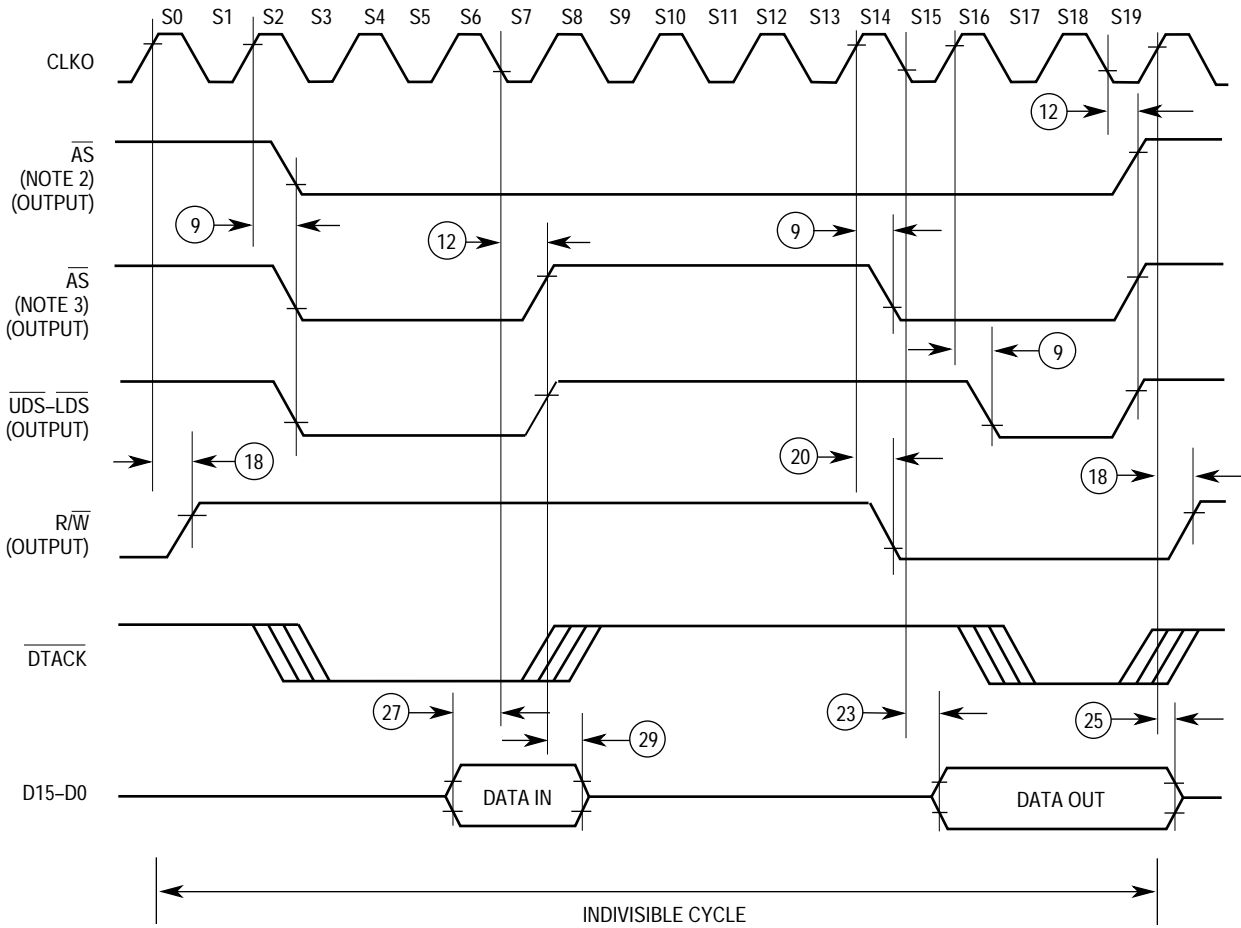 S0 S1 S2 S3 S4 S5 S6 S7 S8 S9 S10 S11 S12 S13 S14 S15 S16 S17 S18 S19
CLKO
12
AS
(NOTE 2)
(OUTPUT)
9
12
9
AS
(NOTE 3)
(OUTPUT)
9
UDS–LDS
(OUTPUT)
18
20
18
R/W
(OUTPUT)
DTACK
27
29
23
25
D15–D0
DATA IN
DATA OUT
INDIVISIBLE CYCLE